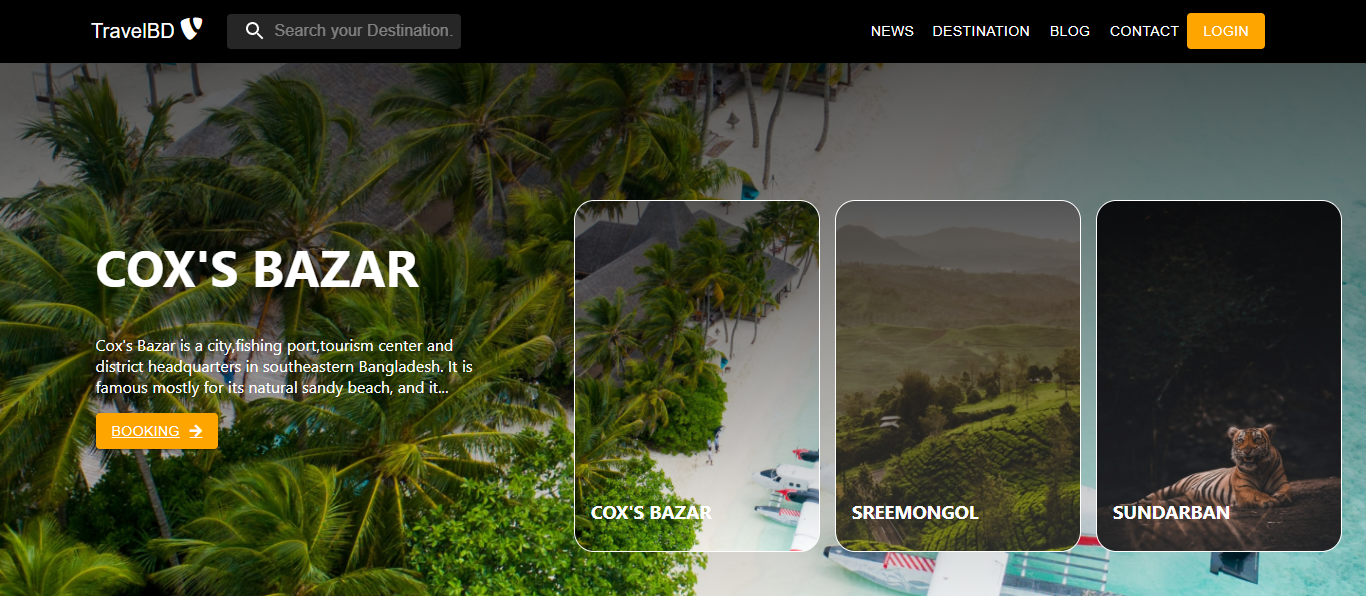 TravelBD
Search your Destination.
NEWS DESTINATION BLOG CONTACT LOGIN
COX'S BAZAR
Cox's Bazar is a city,fishing port,tourism center and
district headquarters in southeastern Bangladesh. It is
famous mostly for its natural sandy beach, and it...
BOOKING
COX'S BAZAR
SREEMONGOL
SUNDARBAN